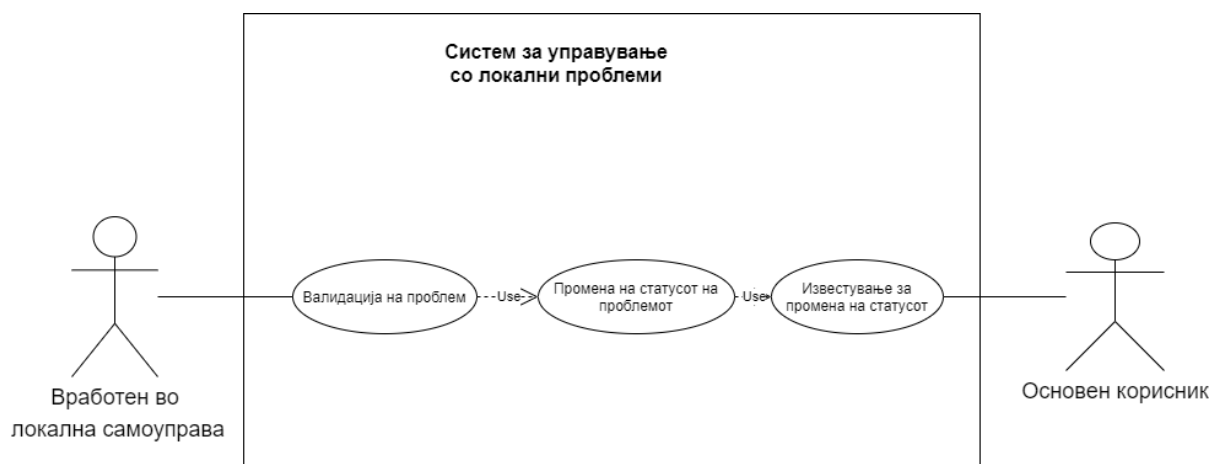 Систем за управување
со локални проблеми
Валидација на проблем
Use
Промена на статусот на
проблемот
Use
Известување за
промена на статусот
Вработен во
локална самоуправа
Основен корисник